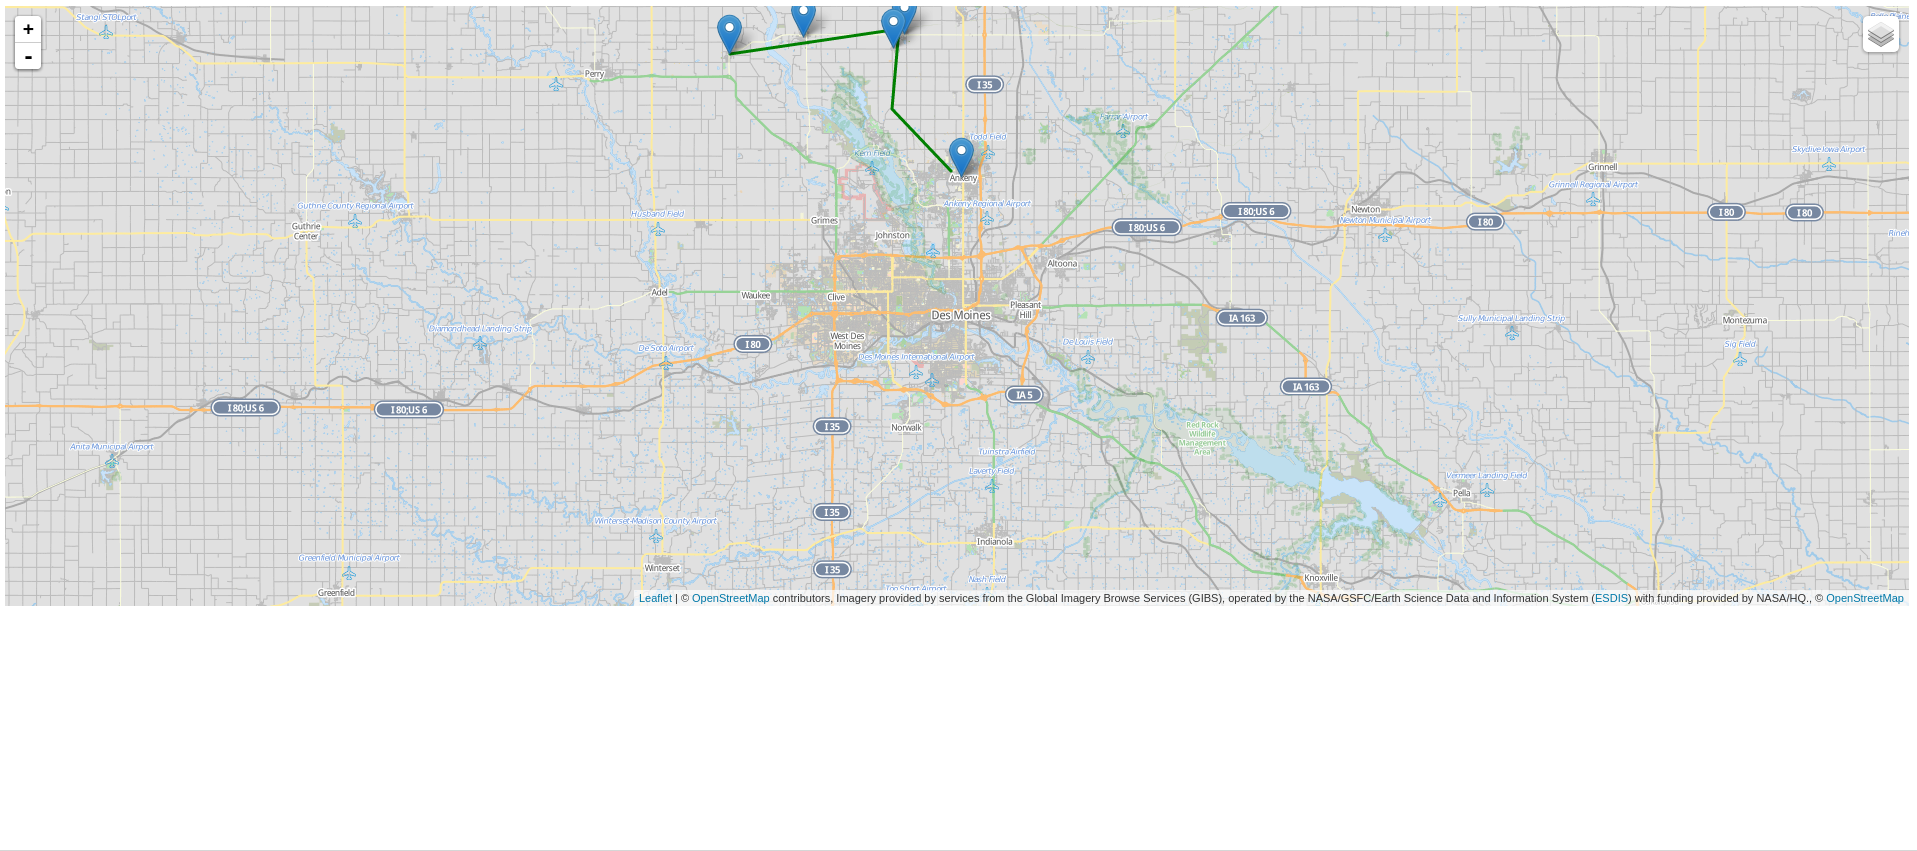 Stangl STOLport
+
-
Perry
I 35
Farrar Airport
Todd Field
Kerri Field
Skydive Iowa Airport
Grinnell
Ankeny
Grinnell Regional Airport
Guthrie County Regional Airport
Ankeny Regional Airport
Husband Field
Grimes
Newton
Newton Municipal Airport
I 80;US 6
I 80;US 6
I 80
I 80
I 80
Guthrie
Center
Johnston
Altoona
Adel
Waukee
Clive
Pleasant
Hill
Des Moines
IA 163
Sully Municipal Landing Strip
Montezuma
Diamondhead Landing Strip
West Des
Moines
De Soto Airport
I 80
De Louis Field
Sig Field
Des Moines International Airport
IA 163
IA 5
I 80;US 6
I 80;US 6
I 35
Norwalk
Red Rock
Wildlife
Management
Area
Anita Municipal Airport
Tuinstra Airfield
Laverty Field
Vermeer Landing Field
Pella
I 35
Winterset-Madison County Airport
Indianola
Greenfield Municipal Airport
Winterset
I 35
Nash Field
Knoxville
Greenfield
Leaflet | © OpenStreetMap contributors, Imagery provided by services from the Global Imagery Browse Services (GIBS), operated by the NASA/GSFC/Earth Science Data and Information System (ESDIS) with funding provided by NASA/HQ., © OpenStreetMap